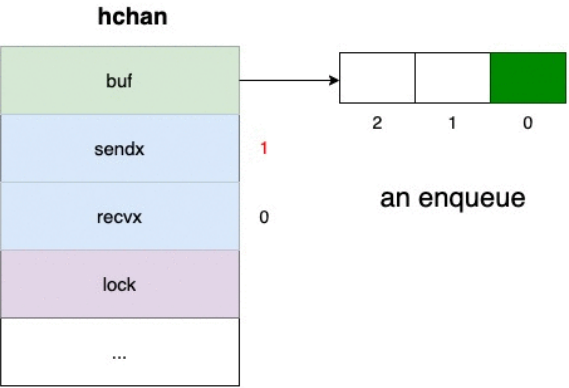 hchan
buf
2 1 0
sendx 1
an enqueue
recvx 0
lock
...